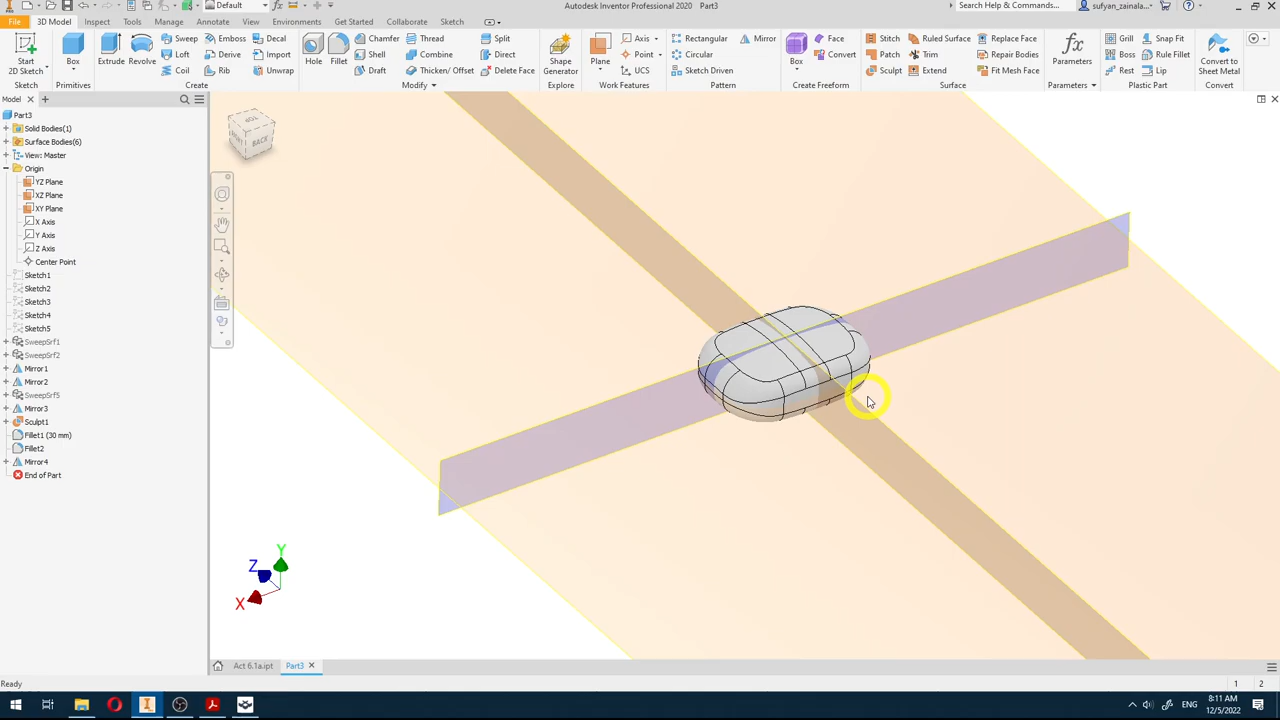 Default
Autodesk Inventor Professional 2020 Part3
Search Help & Commands...
sufyan_zainala...
File 3D Model Sketch Inspect Tools Manage Annotate View Environments Get Started Collaborate Sketch
Start
2D Sketch
Sketch
Box
Primitives
Extrude
Revolve
Sweep
Loft
Coil
Emboss
Derive
Rib
Decal
Import
Unwrap
Create
Hole
Fillet
Chamfer
Shell
Draft
Thread
Combine
Thicken/ Offset
Split
Direct
Delete Face
Modify
Shape
Generator
Explore
Plane
Axis
Point
UCS
Work Features
Rectangular
Circular
Sketch Driven
Mirror
Pattern
Box
Face
Convert
Create Freeform
Stitch
Patch
Sculpt
Ruled Surface
Trim
Extend
Replace Face
Repair Bodies
Fit Mesh Face
Surface
Parameters
Parameters
Grill
Boss
Rest
Snap Fit
Rule Fillet
Lip
Plastic Part
Convert to
Sheet Metal
Convert
Model
Part3
Solid Bodies(1)
Surface Bodies(6)
View: Master
Origin
YZ Plane
XZ Plane
XY Plane
X Axis
Y Axis
Z Axis
Center Point
Sketch1
Sketch2
Sketch3
Sketch4
Sketch5
SweepSrf1
SweepSrf2
Mirror1
Mirror2
SweepSrf5
Mirror3
Sculpt1
Fillet1 (30 mm)
Fillet2
Mirror4
End of Part
BACK
Y
Z
X
Act 6.1a.ipt
Part3
Ready
1 2
ENG
8:11 AM
12/5/2022